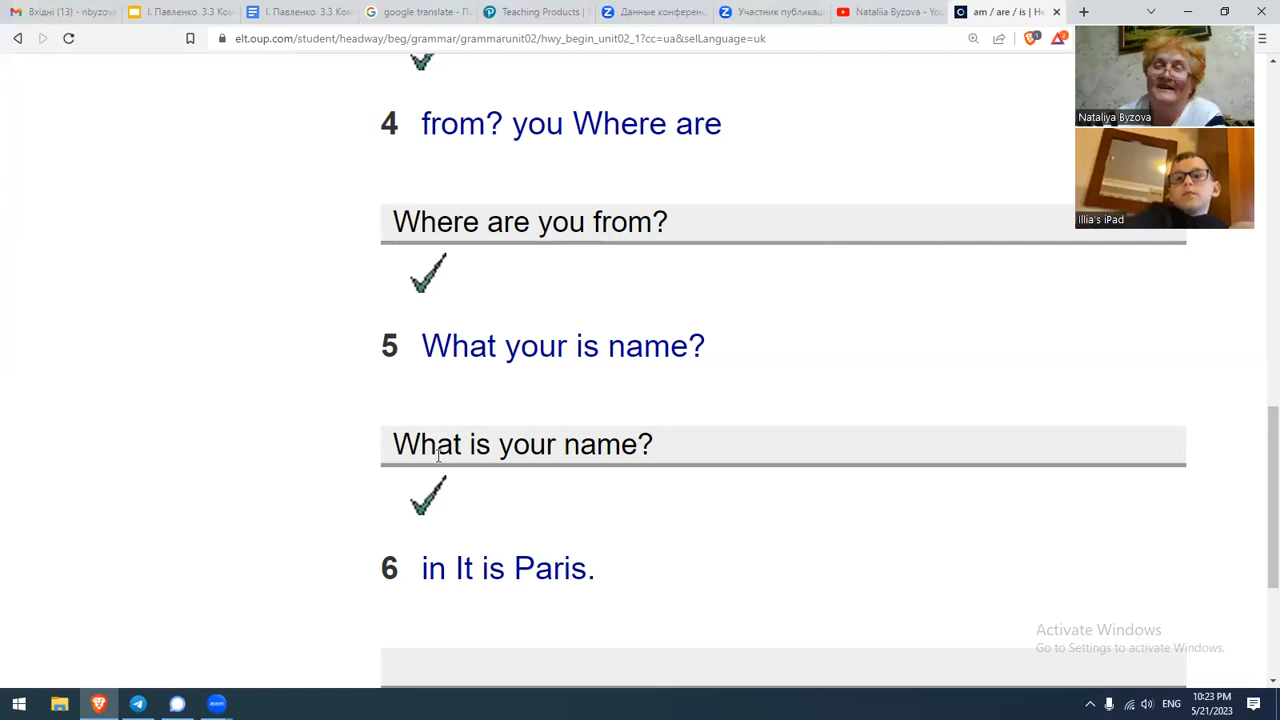 Вхідні (13) - nbyzov
І. Павленко. 3.3 Ком
І. Павленко. 3.3 Ком
google translate - П
Teaching Products |
Данные конферен
Участник публикац
Nataliia Byzova - You
am / are / is | He
elt.oup.com/student/headway/beg/grammar/grammarunit02/hwy_begin_unit02_1?cc=ua&selLanguage=uk
Nataliya Byzova
Illia's iPad
4 from? you Where are
Where are you from?
5 What your is name?
What is your name?
6 in It is Paris.
Activate Windows
Go to Settings to activate Windows.
zoom
ENG
10:23 PM
5/21/2023